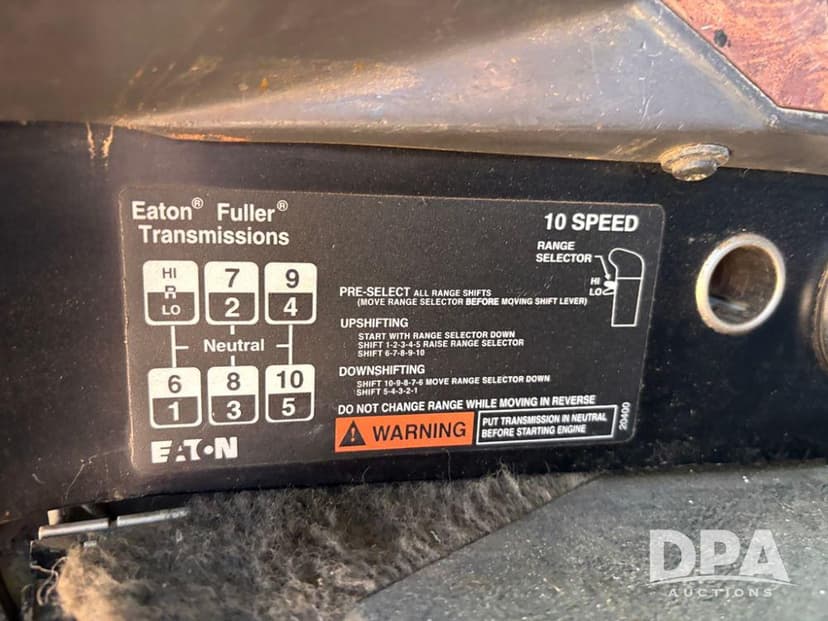 Eaton® Fuller®
Transmissions
10 SPEED
RANGE
SELECTOR
HI
LO
HI
R
LO
7
2
9
4
Neutral
6
1
8
3
10
5
EATON
PRE-SELECT ALL RANGE SHIFTS
(MOVE RANGE SELECTOR BEFORE MOVING SHIFT LEVER)
UPSHIFTING
START WITH RANGE SELECTOR DOWN
SHIFT 1-2-3-4-5 RAISE RANGE SELECTOR
SHIFT 6-7-8-9-10
DOWNSHIFTING
SHIFT 10-9-8-7-6 MOVE RANGE SELECTOR DOWN
SHIFT 5-4-3-2-1
DO NOT CHANGE RANGE WHILE MOVING IN REVERSE
WARNING
PUT TRANSMISSION IN NEUTRAL
BEFORE STARTING ENGINE
20400
DPA
AUCTIONS